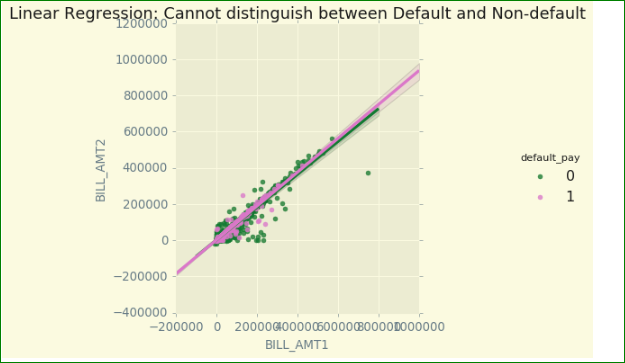 Linear Regression: Cannot distinguish between Default and Non-default
1200000
1000000
800000
600000
400000
200000
0
−200000
−400000
BILL_AMT2
−200000 0 200000 400000 600000 800000 1000000
BILL_AMT1
default_pay
0
1